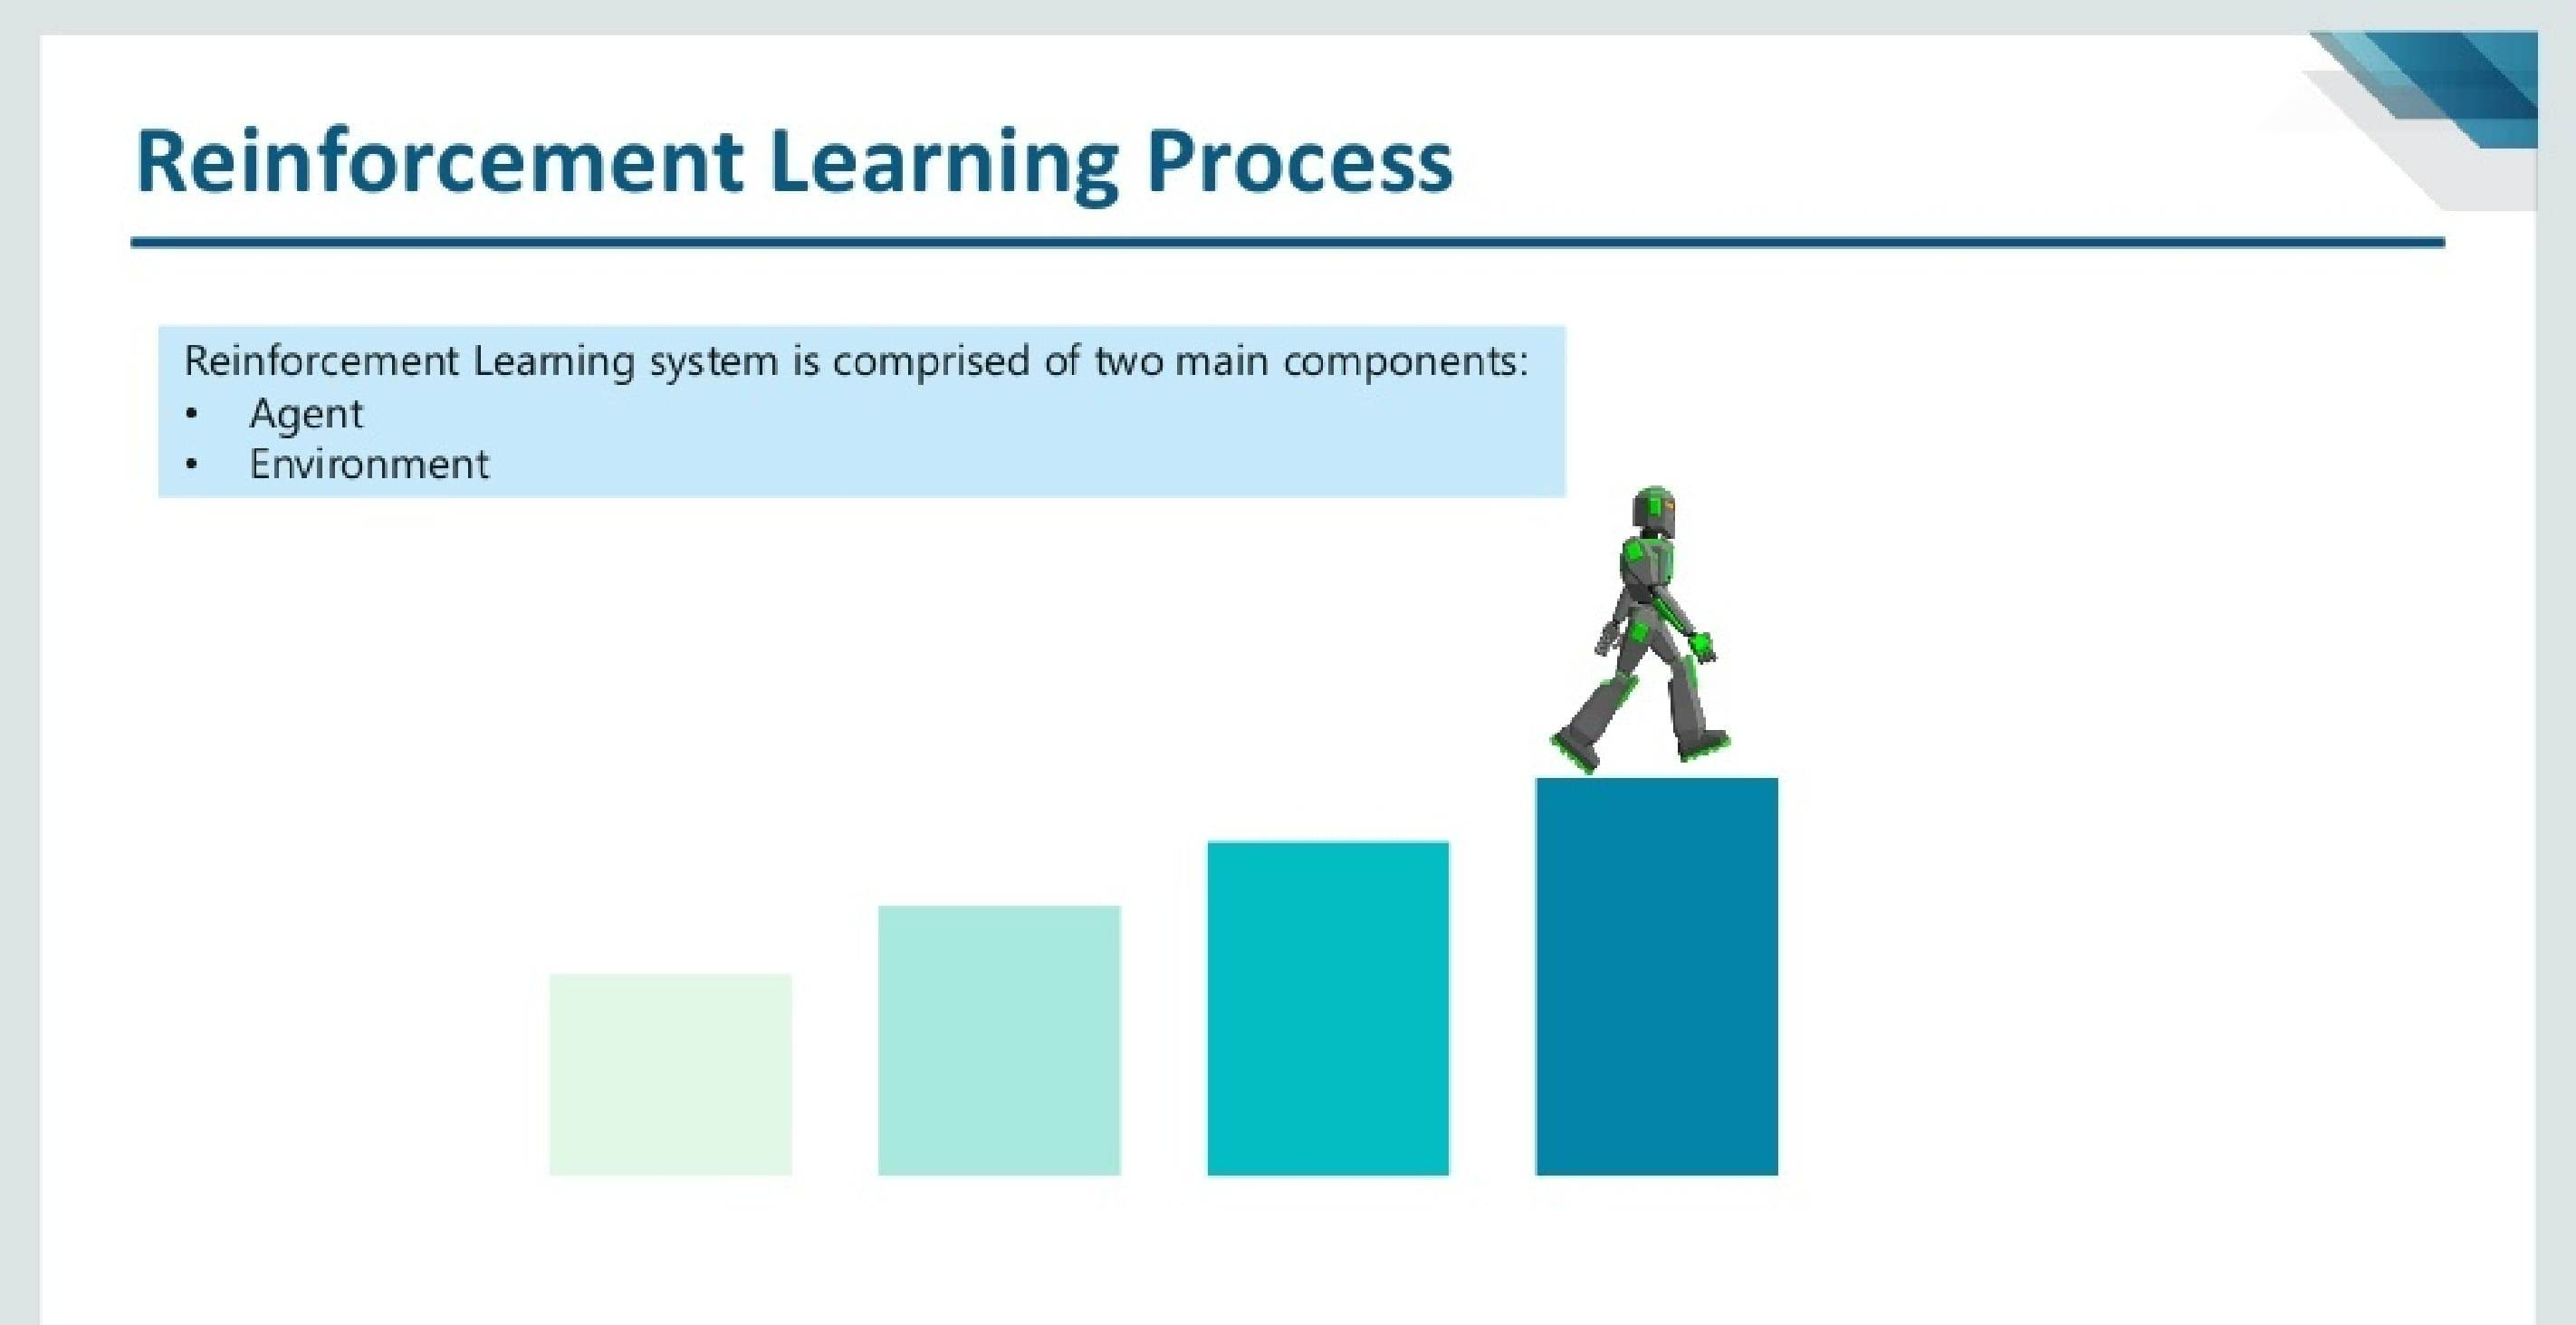 Reinforcement Learning Process
Reinforcement Learning system is comprised of two main components:
• Agent
• Environment